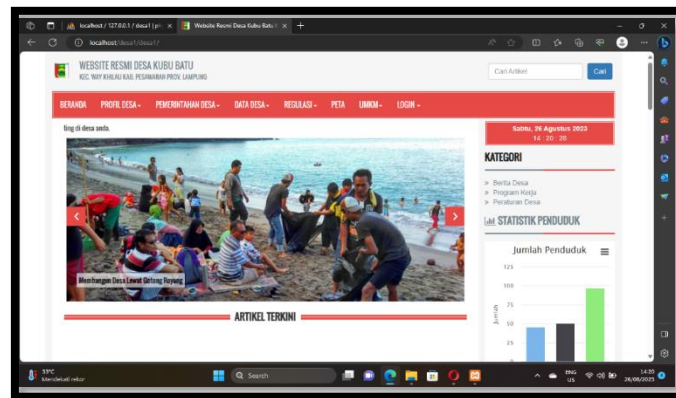 localhost / 127.0.0.1 / desa1 | ph
Website Resmi Desa Kubu Batu
localhost/desa1/desa1/
WEBSITE RESMI DESA KUBU BATU
KEC. WAY KHILAU KAB. PESAWARAN PROV. LAMPUNG
Cari Artikel
Cari
BERANDA PROFIL DESA PEMERINTAHAN DESA DATA DESA REGULASI PETA UMKM LOGIN
ting di desa anda.
Sabtu, 26 Agustus 2023
14 : 20 : 20
KATEGORI
» Berita Desa
» Program Kerja
» Peraturan Desa
STATISTIK PENDUDUK
Jumlah Penduduk
125
100
75
50
25
Jumlah
Membangun Desa Lewat Gotong Royong
ARTIKEL TERKINI
33°C
Mendekati rekor
Search
ENG
US
14:20
26/08/2023